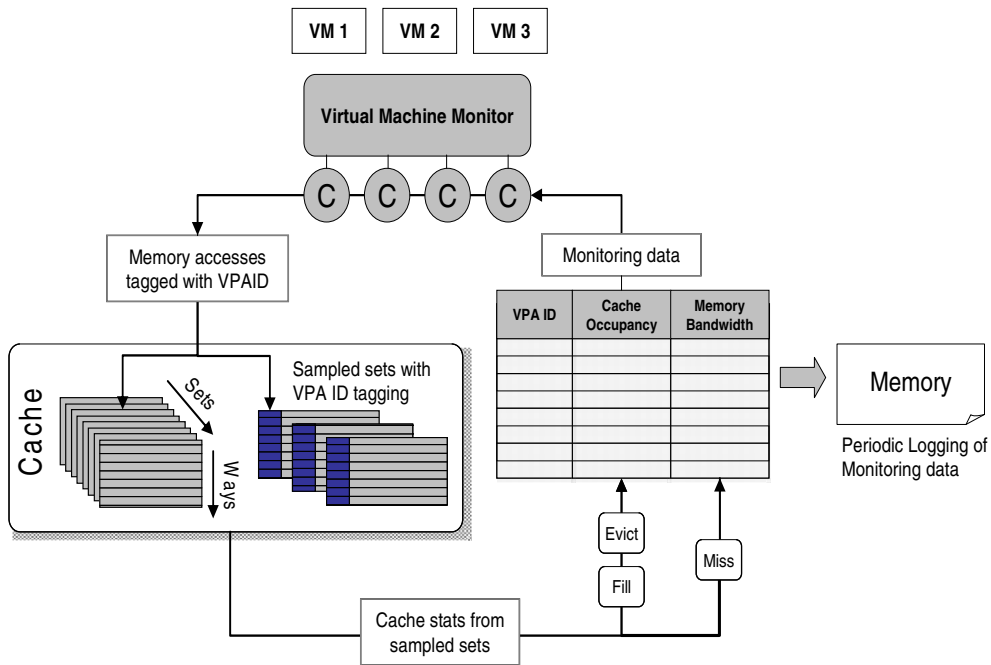 VM 1
VM 2
VM 3
Virtual Machine Monitor
C
C
C
C
Memory accesses
tagged with VPAID
Monitoring data
VPA ID
Cache
Occupancy
Memory
Bandwidth
Cache
Sets
Ways
Sampled sets with
VPA ID tagging
Memory
Periodic Logging of
Monitoring data
Evict
Fill
Miss
Cache stats from
sampled sets